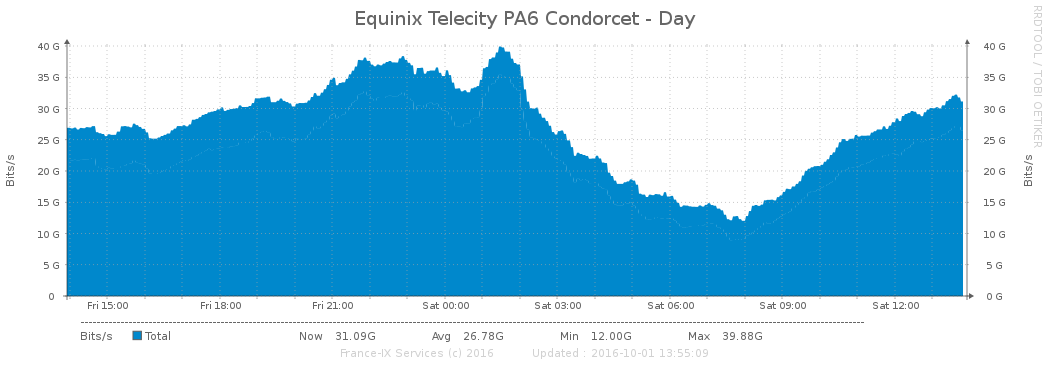 Equinix Telecity PA6 Condorcet - Day
RRDTOOL / TOBI OETIKER
Bits/s
40 G 40 G
35 G 35 G
30 G 30 G
25 G 25 G
20 G 20 G
15 G 15 G
10 G 10 G
5 G 5 G
0 0 G
Bits/s
Fri 15:00 Fri 18:00 Fri 21:00 Sat 00:00 Sat 03:00 Sat 06:00 Sat 09:00 Sat 12:00
Bits/s Total Now 31.09G Avg 26.78G Min 12.00G Max 39.88G
France-IX Services (c) 2016 Updated : 2016-10-01 13:55:09